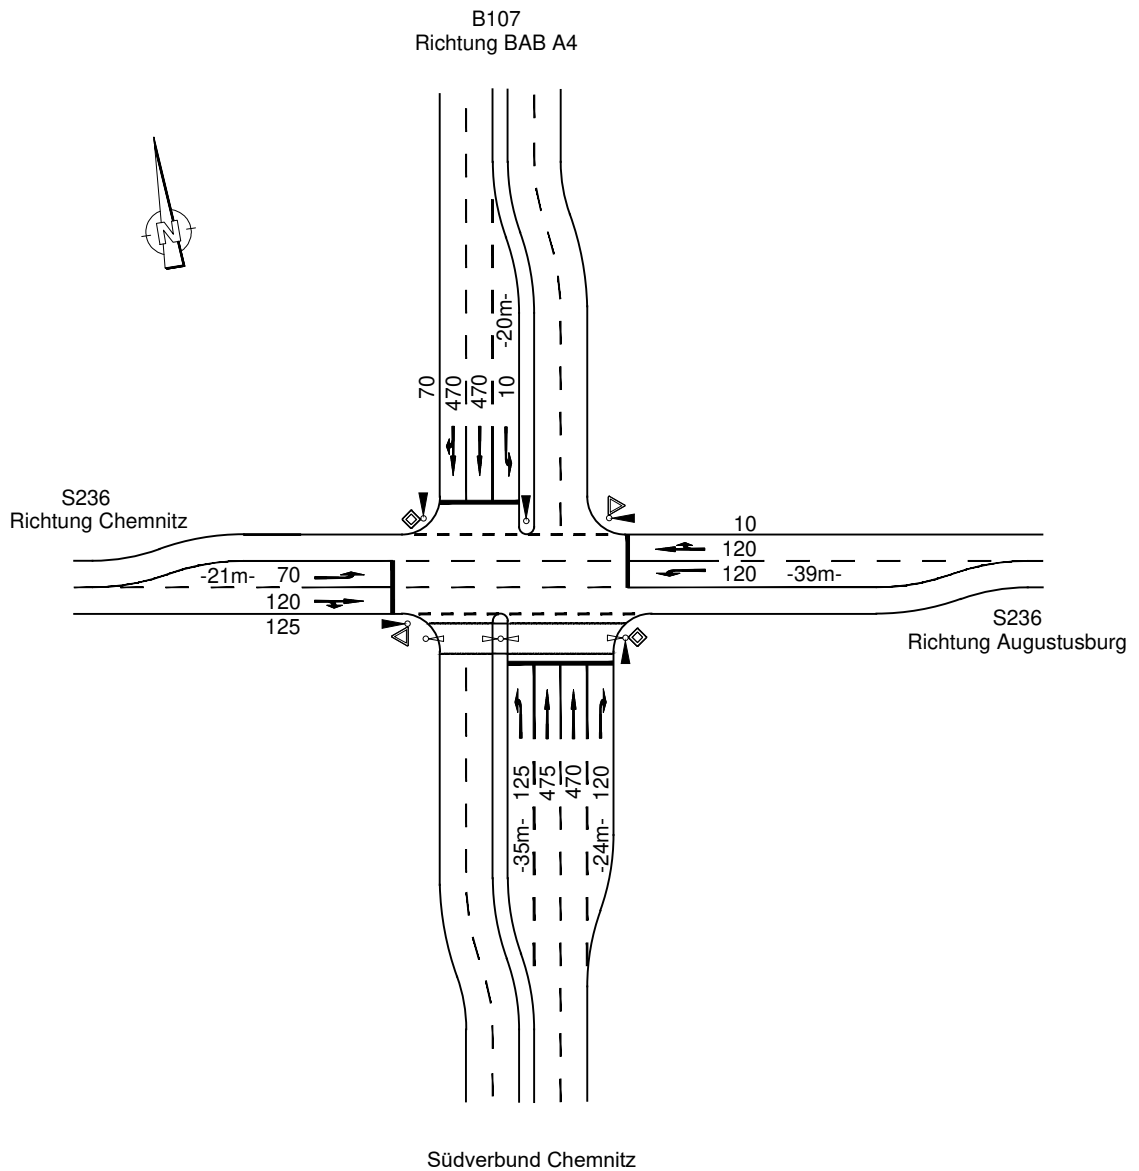 B107
Richtung BAB A4
N
-20m-
70
470
470
10
S236
Richtung Chemnitz
10
120
120
-39m-
-21m-
70
120
125
S236
Richtung Augustusburg
125
475
470
120
-35m-
-24m-
Südverbund Chemnitz